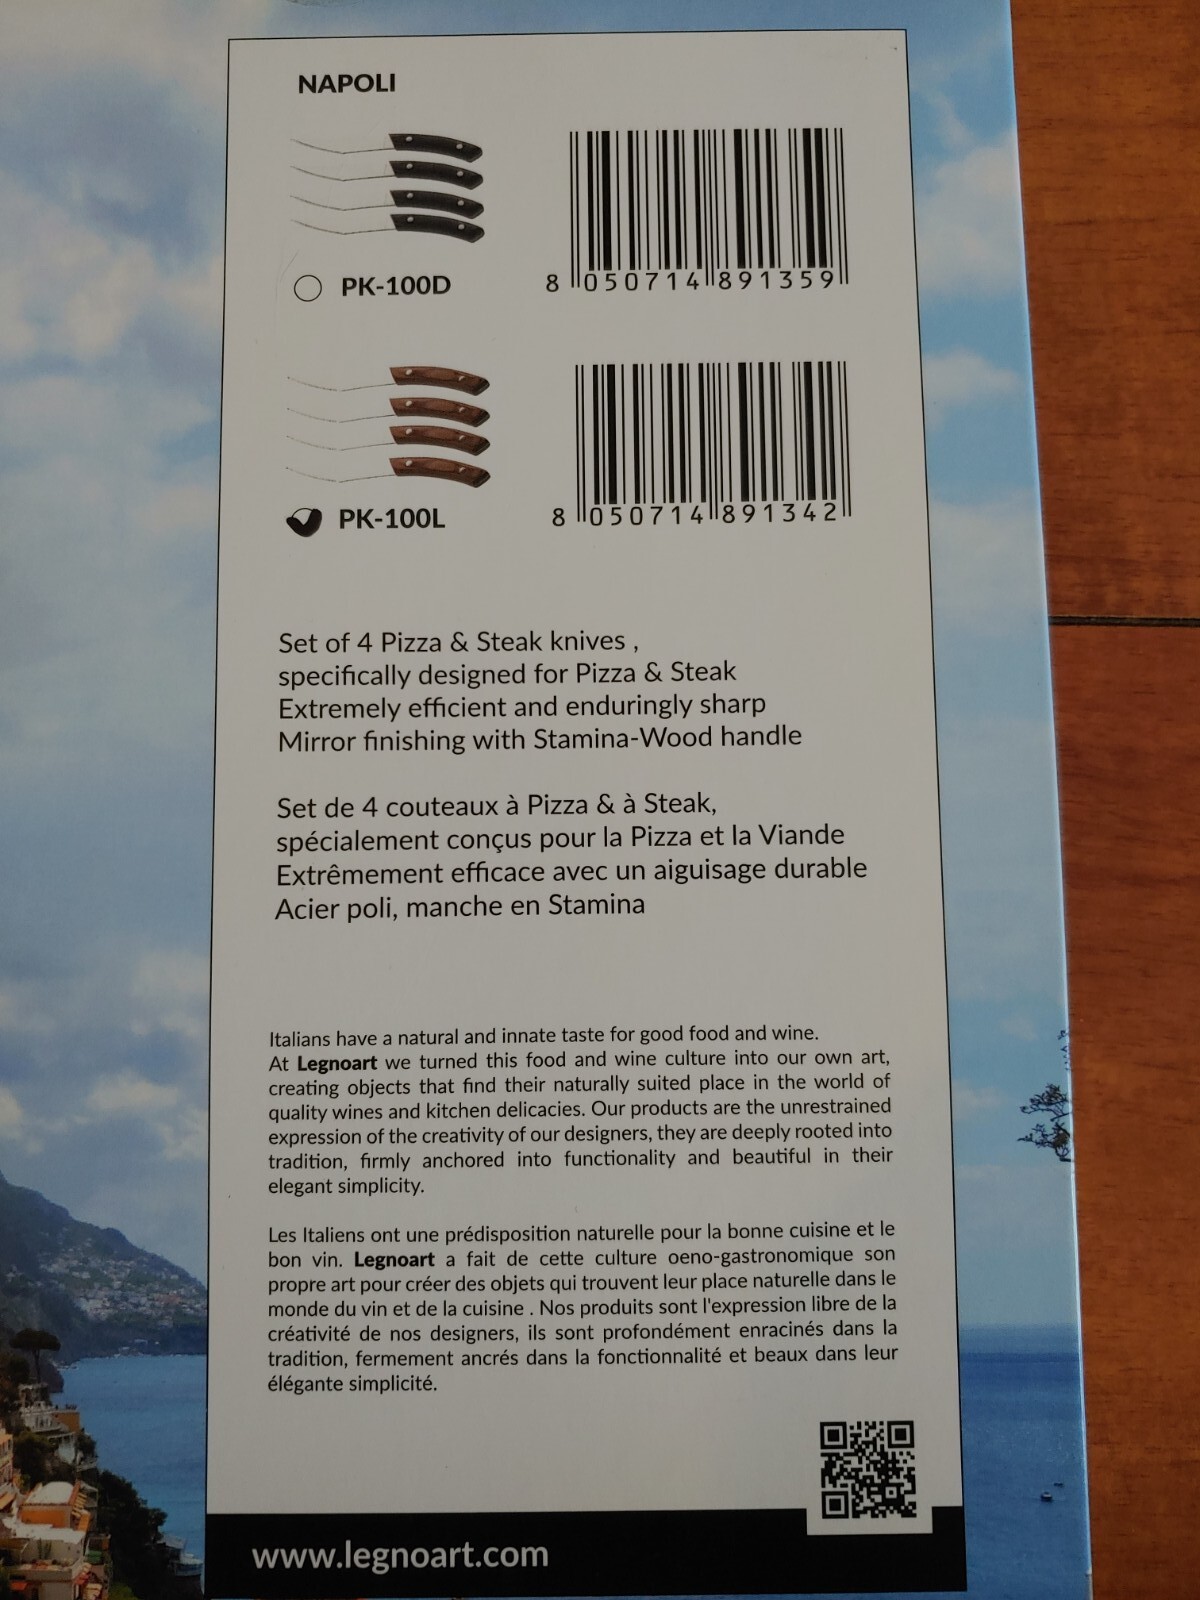 NAPOLI
PK-100D
8 050714 891359
PK-100L
8 050714 891342
Set of 4 Pizza & Steak knives ,
specifically designed for Pizza & Steak
Extremely efficient and enduringly sharp
Mirror finishing with Stamina-Wood handle
Set de 4 couteaux à Pizza & à Steak,
spécialement conçus pour la Pizza et la Viande
Extrêmement efficace avec un aiguisage durable
Acier poli, manche en Stamina
Italians have a natural and innate taste for good food and wine.
At Legnoart we turned this food and wine culture into our own art,
creating objects that find their naturally suited place in the world of
quality wines and kitchen delicacies. Our products are the unrestrained
expression of the creativity of our designers, they are deeply rooted into
tradition, firmly anchored into functionality and beautiful in their
elegant simplicity.
Les Italiens ont une prédisposition naturelle pour la bonne cuisine et le
bon vin. Legnoart a fait de cette culture oeno-gastronomique son
propre art pour créer des objets qui trouvent leur place naturelle dans le
monde du vin et de la cuisine . Nos produits sont l'expression libre de la
créativité de nos designers, ils sont profondément enracinés dans la
tradition, fermement ancrés dans la fonctionnalité et beaux dans leur
élégante simplicité.
www.legnoart.com